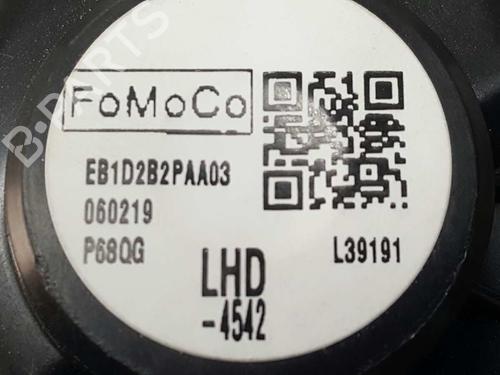 B-PARTS
FoMoCo
EB1D2B2PAA03
060219
P68QG
LHD
-4542
L39191